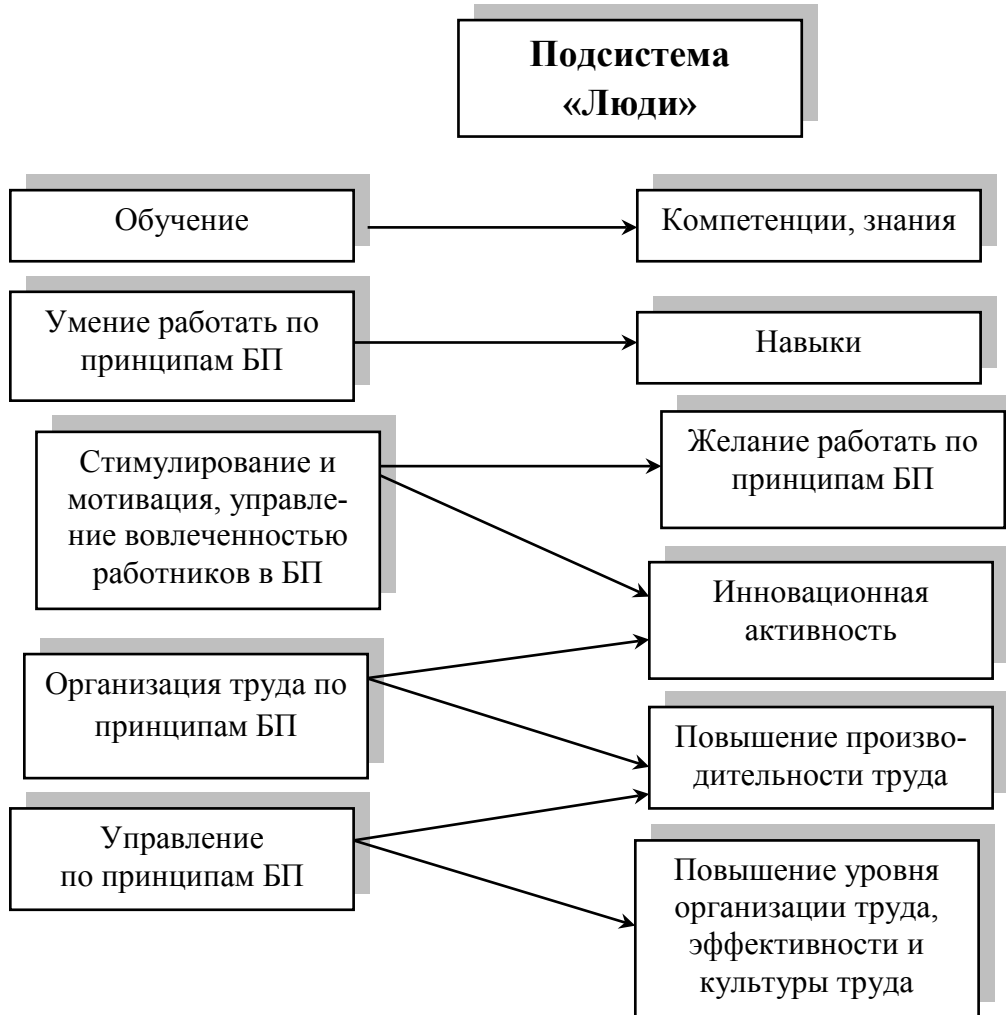 Подсистема
«Люди»
Обучение
Компетенции, знания
Умение работать по
принципам БП
Навыки
Стимулирование и
мотивация, управле-
ние вовлеченностью
работников в БП
Желание работать по
принципам БП
Инновационная
активность
Организация труда по
принципам БП
Повышение произво-
дительности труда
Управление
по принципам БП
Повышение уровня
организации труда,
эффективности и
культуры труда